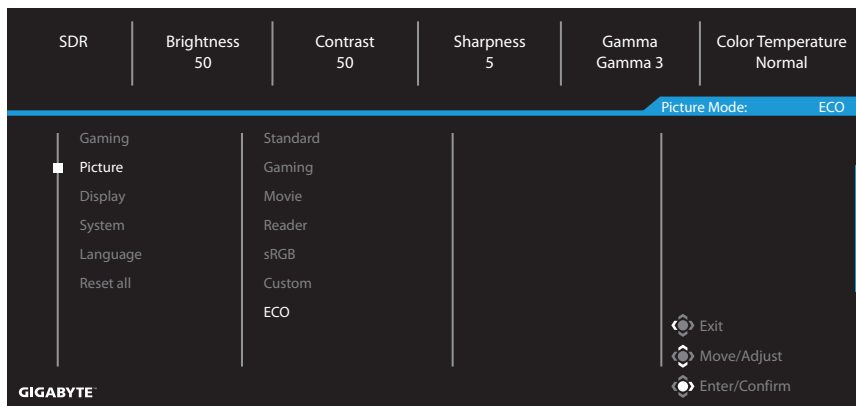 SDR
Brightness
50
Contrast
50
Sharpness
5
Gamma
Gamma 3
Color Temperature
Normal
Picture Mode: ECO
Gaming
Picture
Display
System
Language
Reset all
Standard
Gaming
Movie
Reader
sRGB
Custom
ECO
Exit
Move/Adjust
Enter/Confirm
GIGABYTE™